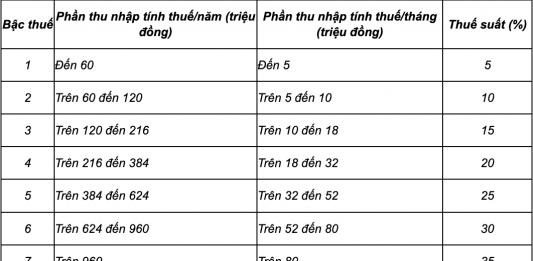 Bậc thuế Phần thu nhập tính thuế/năm (triệu đồng) Phần thu nhập tính thuế/tháng (triệu đồng) Thuế suất (%)
1 Đến 60 Đến 5 5
2 Trên 60 đến 120 Trên 5 đến 10 10
3 Trên 120 đến 216 Trên 10 đến 18 15
4 Trên 216 đến 384 Trên 18 đến 32 20
5 Trên 384 đến 624 Trên 32 đến 52 25
6 Trên 624 đến 960 Trên 52 đến 80 30
7 Trên 960 Trên 80 35